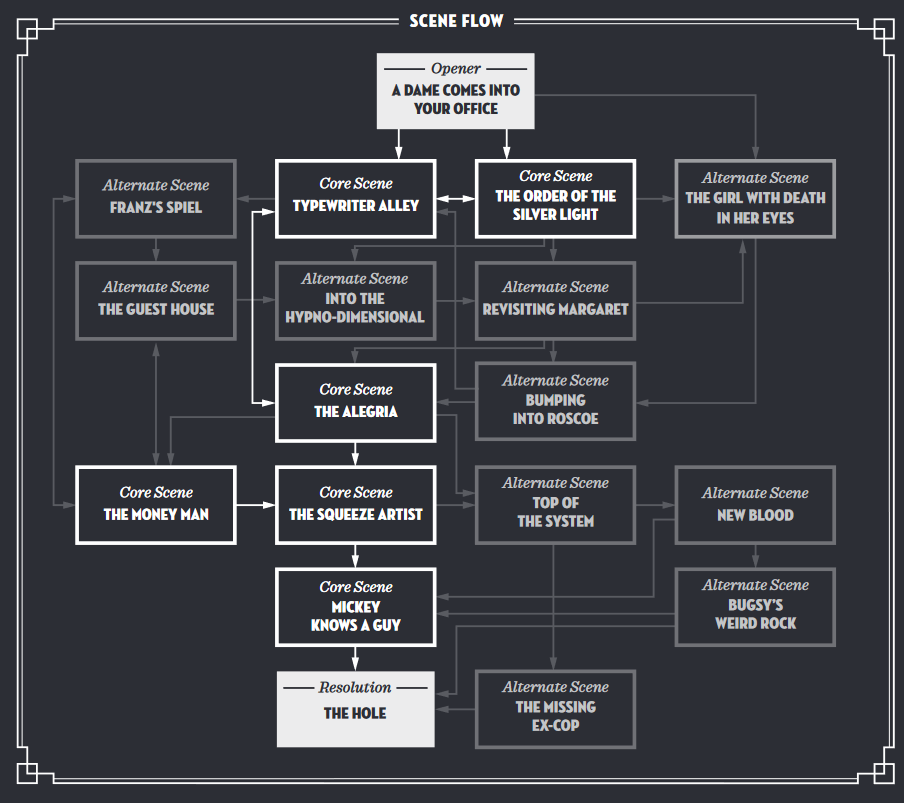 SCENE FLOW
Opener
A DAME COMES INTO
YOUR OFFICE
Alternate Scene
FRANZ'S SPIEL
Core Scene
TYPEWRITER ALLEY
Core Scene
THE ORDER OF THE
SILVER LIGHT
Alternate Scene
THE GIRL WITH DEATH
IN HER EYES
Alternate Scene
THE GUEST HOUSE
Alternate Scene
INTO THE
HYPNO-DIMENSIONAL
Alternate Scene
REVISITING MARGARET
Core Scene
THE ALEGRIA
Alternate Scene
BUMPING
INTO ROSCOE
Core Scene
THE MONEY MAN
Core Scene
THE SQUEEZE ARTIST
Alternate Scene
TOP OF
THE SYSTEM
Alternate Scene
NEW BLOOD
Core Scene
MICKEY
KNOWS A GUY
Alternate Scene
BUGSY'S
WEIRD ROCK
Resolution
THE HOLE
Alternate Scene
THE MISSING
EX-COP